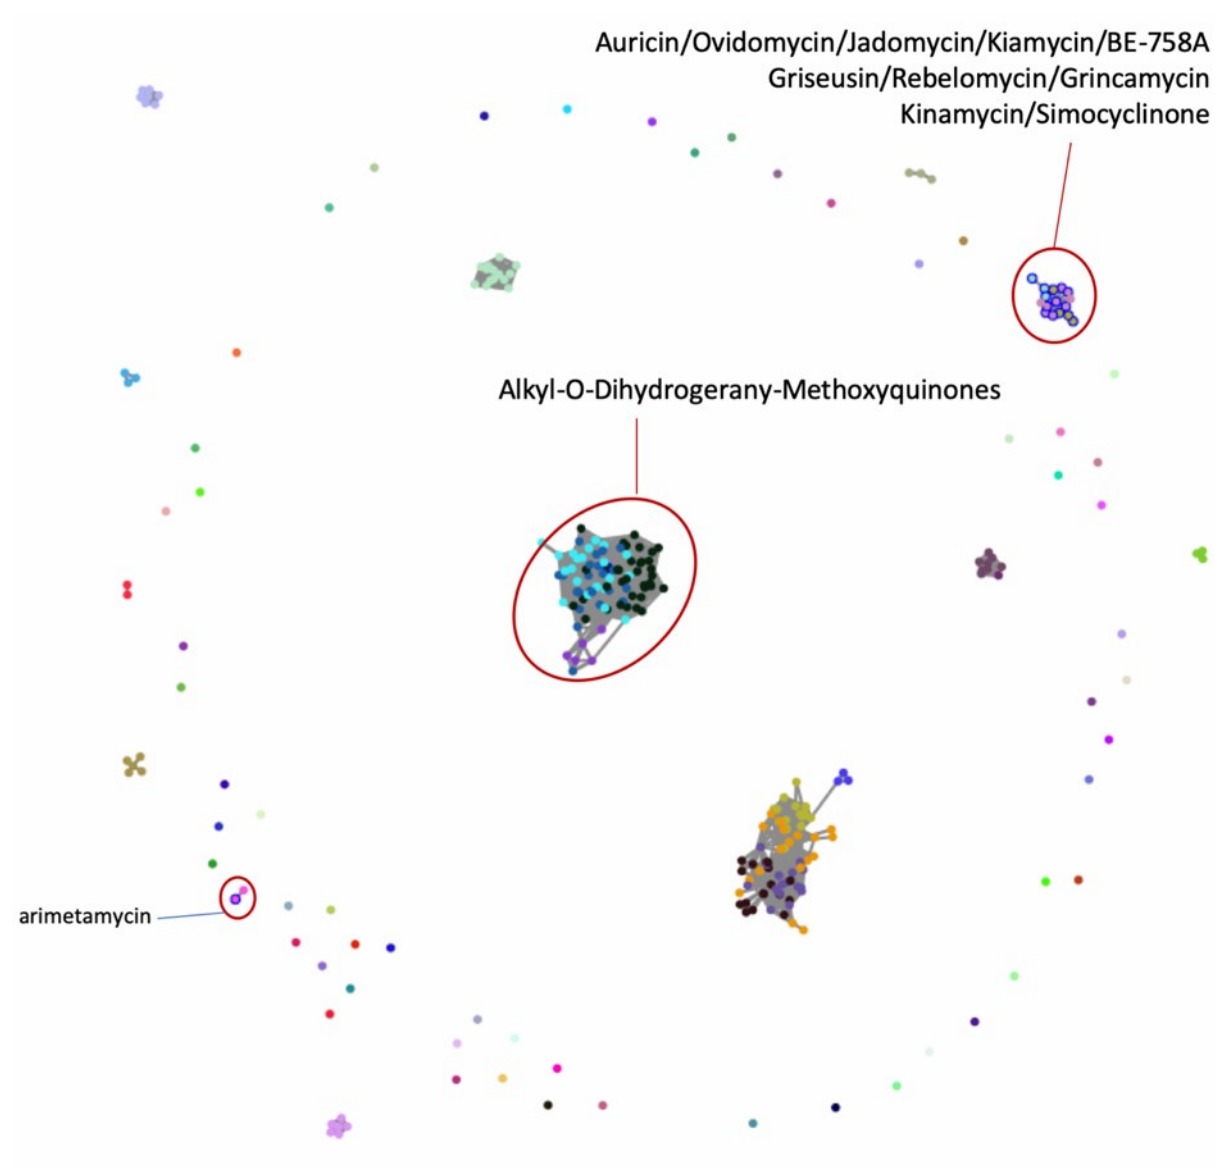 Auricin/Ovidomycin/Jadomycin/Kiamycin/BE-758A
Griseusin/Rebelomycin/Grincamycin
Kinamycin/Simocyclinone
Alkyl-O-Dihydrogerany-Methoxyquinones
arimetamycin